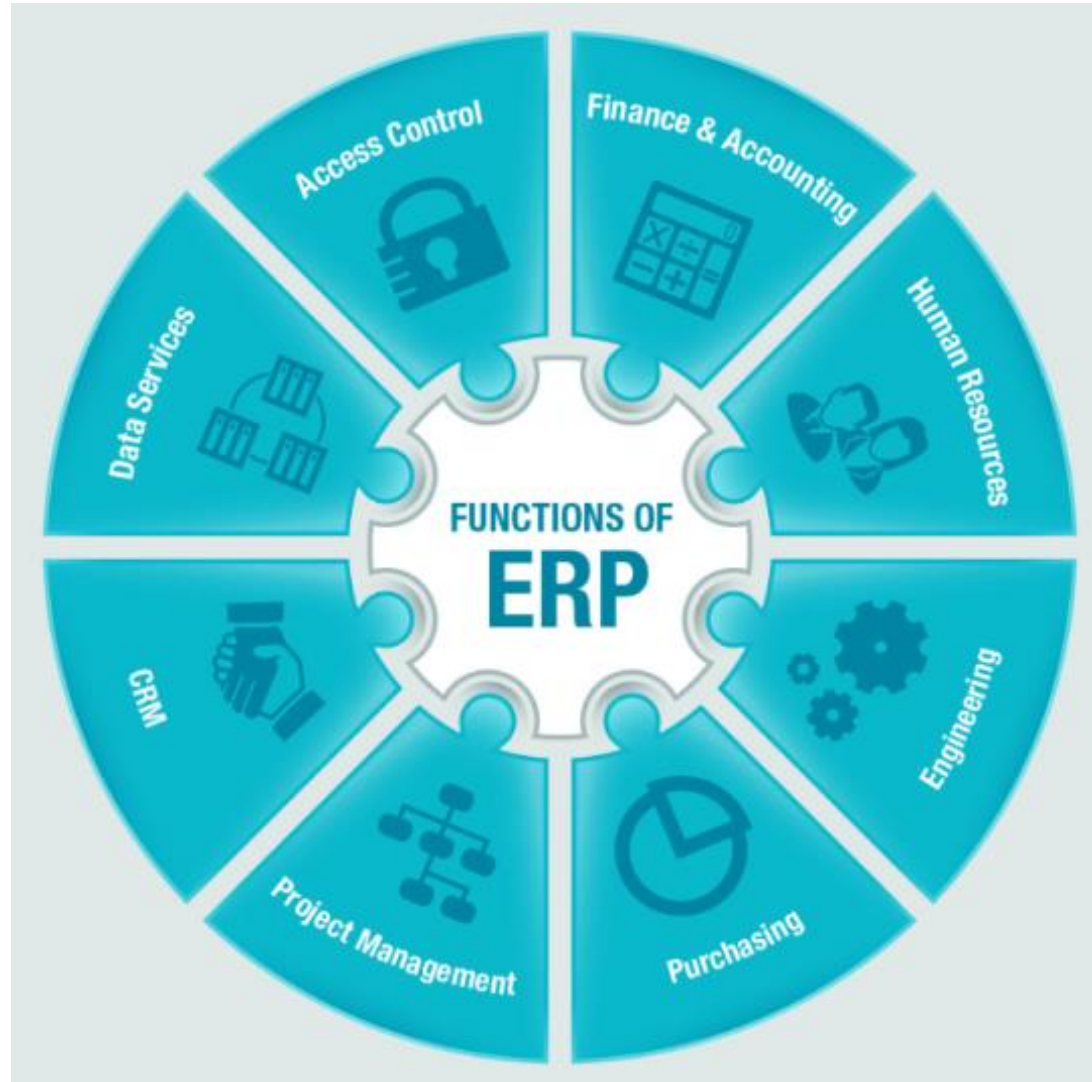 FUNCTIONS OF
ERP
Finance & Accounting
Human Resources
Engineering
Purchasing
Project Management
CRM
Data Services
Access Control